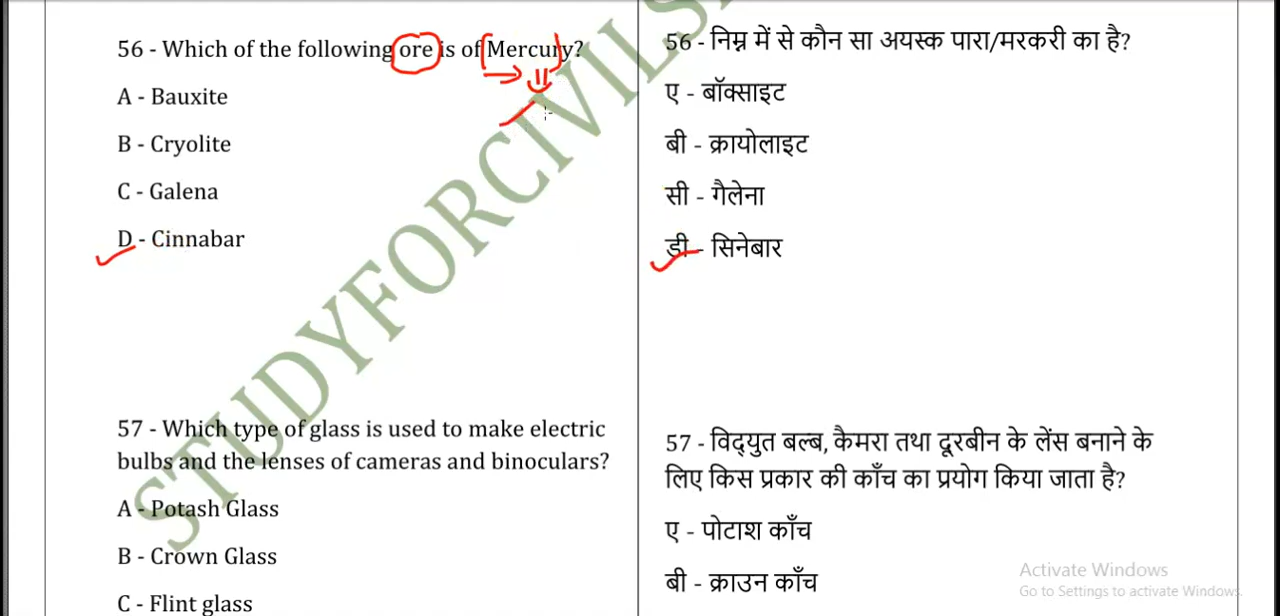 56 - Which of the following ore is of Mercury?
A - Bauxite
B - Cryolite
C - Galena
D - Cinnabar
57 - Which type of glass is used to make electric
bulbs and the lenses of cameras and binoculars?
A - Potash Glass
B - Crown Glass
C - Flint glass
56 - निम्न में से कौन सा अयस्क पारा/मरकरी का है?
ए - बॉक्साइट
बी - क्रायोलाइट
सी - गैलेना
डी - सिनेबार
57 - विद्युत बल्ब, कैमरा तथा दूरबीन के लेंस बनाने के
लिए किस प्रकार की काँच का प्रयोग किया जाता है?
ए - पोटाश काँच
बी - क्राउन काँच
STUDYFORCIVILS
Activate Windows
Go to Settings to activate Windows.